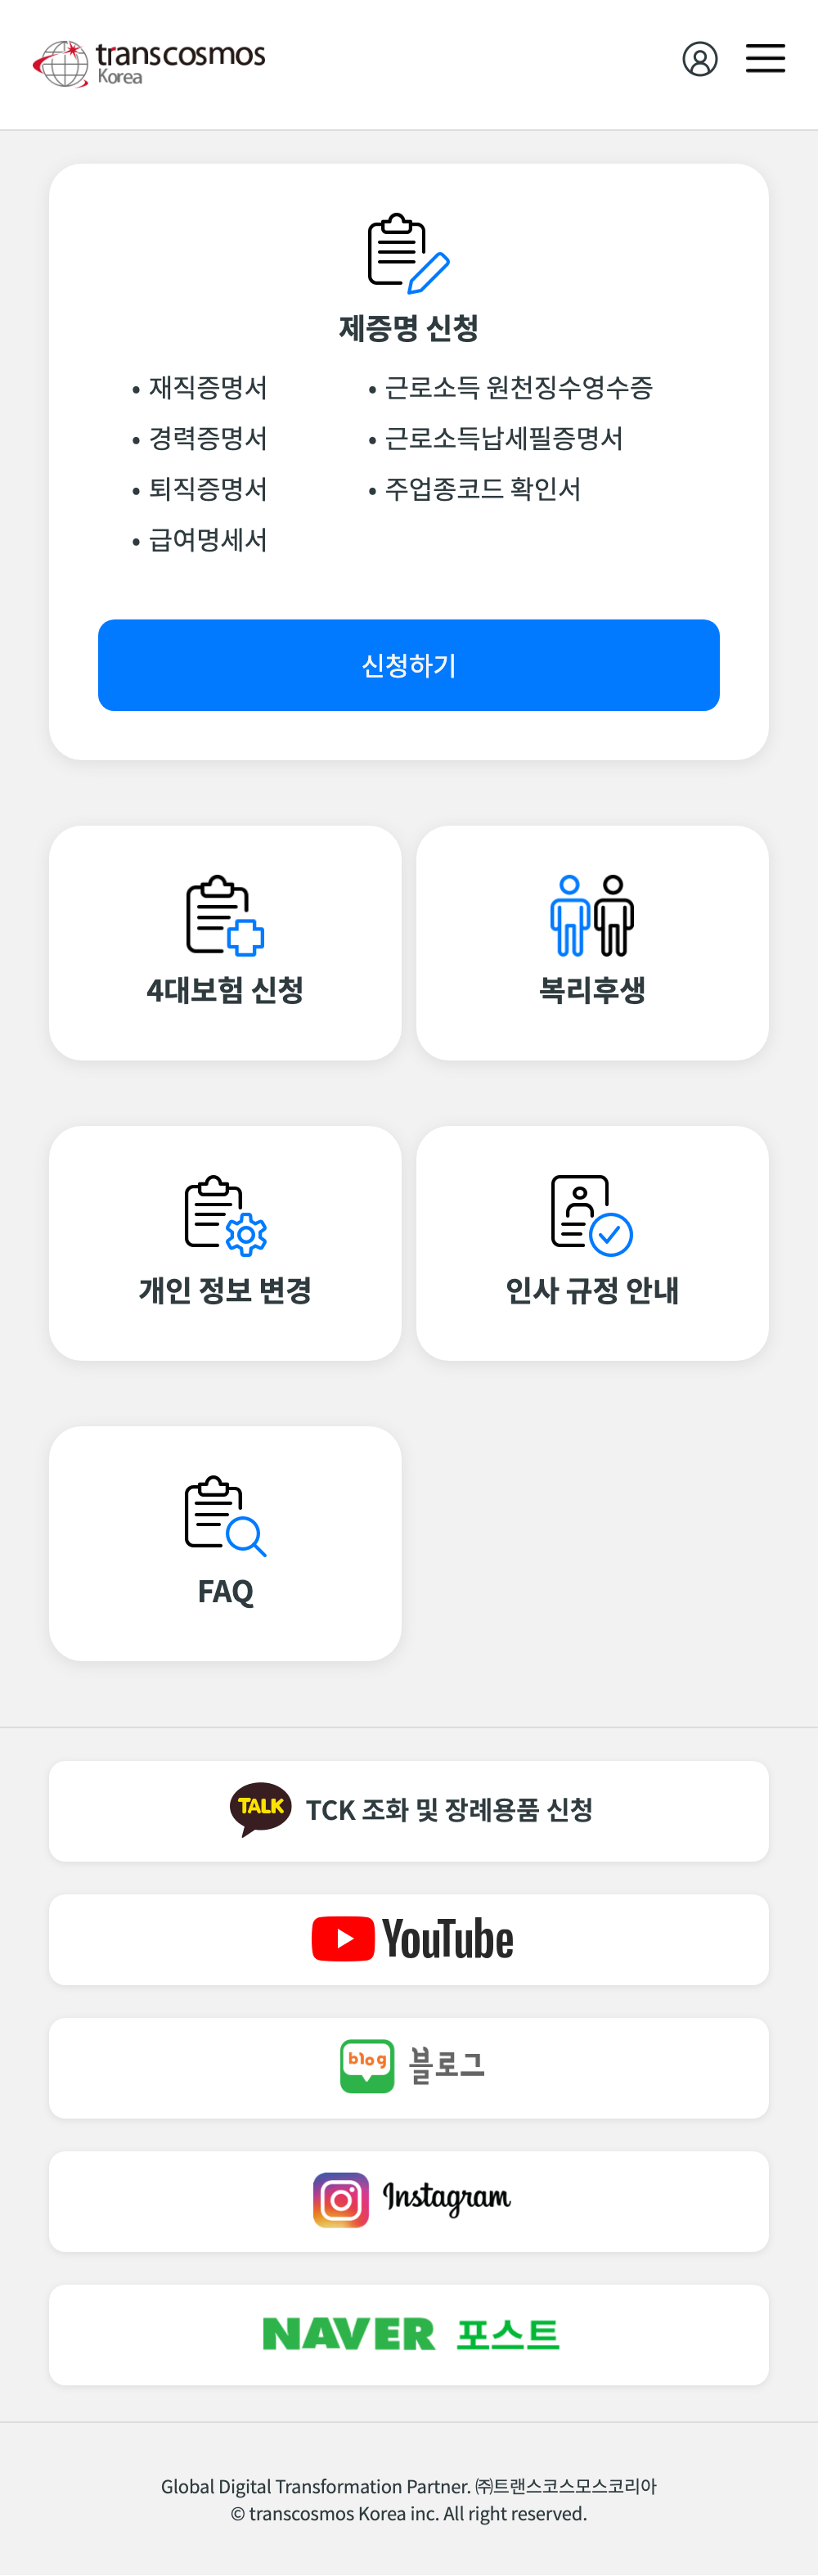 transcosmos
Korea
제증명 신청
• 재직증명서
• 경력증명서
• 퇴직증명서
• 급여명세서
• 근로소득 원천징수영수증
• 근로소득납세필증명서
• 주업종코드 확인서
신청하기
4대보험 신청
복리후생
개인 정보 변경
인사 규정 안내
FAQ
TALK TCK 조화 및 장례용품 신청
YouTube
blog 블로그
Instagram
NAVER 포스트
Global Digital Transformation Partner. ㈜트랜스코스모스코리아
© transcosmos Korea inc. All right reserved.